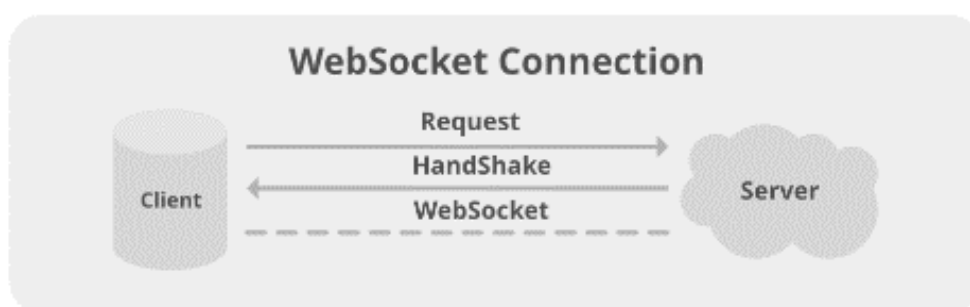 WebSocket Connection
Request
HandShake
Client
Server
WebSocket